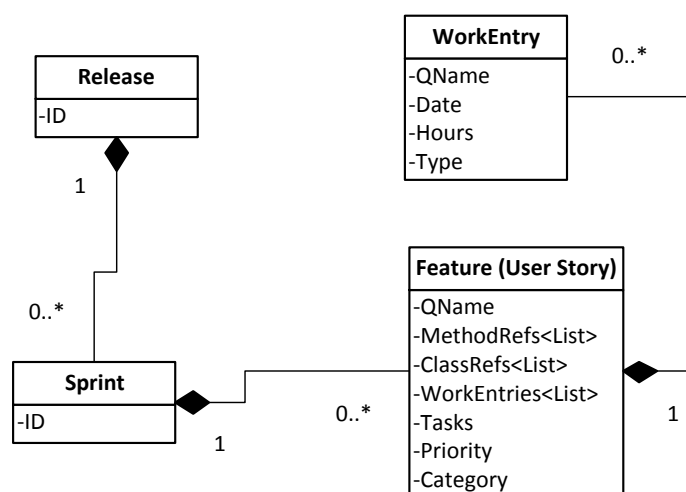 WorkEntry
-QName
-Date
-Hours
-Type
0..*
Release
-ID
1
0..*
Sprint
-ID
1
0..*
Feature (User Story)
-QName
-MethodRefs<List>
-ClassRefs<List>
-WorkEntries<List>
-Tasks
-Priority
-Category
1